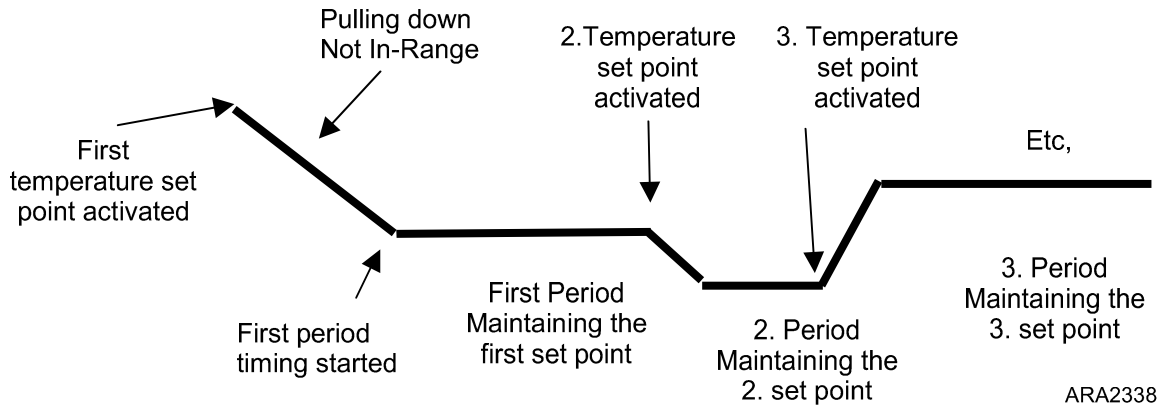 Pulling down
Not In-Range
2.Temperature
set point
activated
3. Temperature
set point
activated
First
temperature set
point activated
Etc,
First period
timing started
First Period
Maintaining the
first set point
2. Period
Maintaining the
2. set point
3. Period
Maintaining the
3. set point
ARA2338